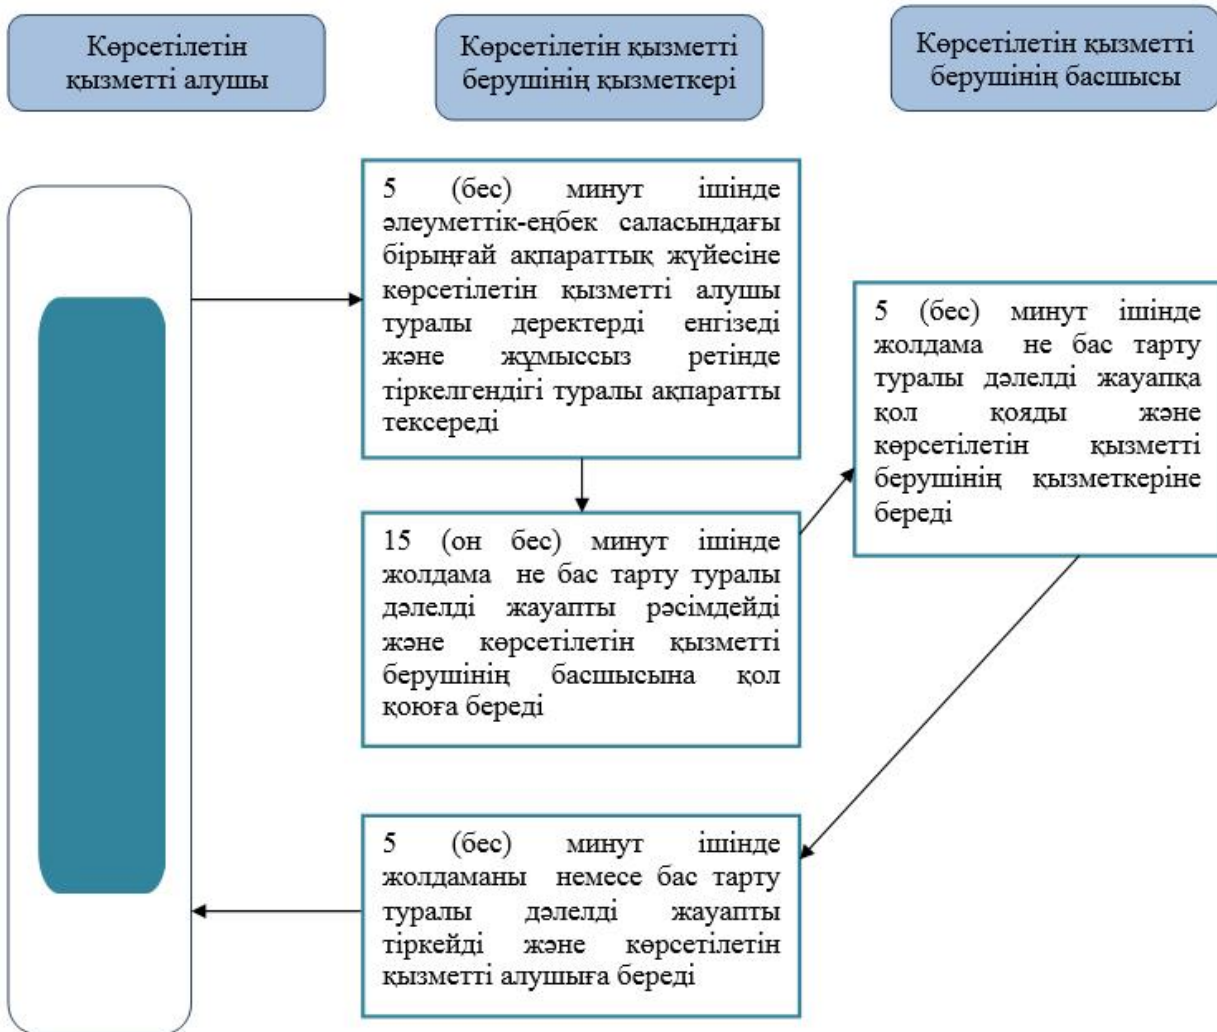 Көрсетілетін
қызметті алушы
Көрсетілетін қызметті
берушінің қызметкері
Көрсетілетін қызметті
берушінің басшысы
5 (бес) минут ішінде
әлеуметтік-еңбек саласындағы
бірыңғай ақпараттық жүйесіне
көрсетілетін қызметті алушы
туралы деректерді енгізеді
және жұмыссыз ретінде
тіркелгендігі туралы ақпаратты
тексереді
15 (он бес) минут ішінде
жолдама не бас тарту туралы
дәлелді жауапты рәсімдейді
және көрсетілетін қызметті
берушінің басшысына қол
қоюға береді
5 (бес) минут ішінде
жолдама не бас тарту
туралы дәлелді жауапқа
қол қояды және
көрсетілетін қызметті
берушінің қызметкеріне
береді
5 (бес) минут ішінде
жолдаманы немесе бас тарту
туралы дәлелді жауапты
тіркейді және көрсетілетін
қызметті алушыға береді